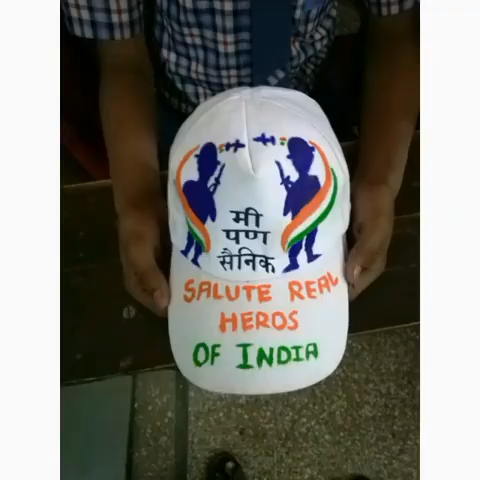 मी
पण
सैनिक
SALUTE REAL
HEROS
OF INDIA